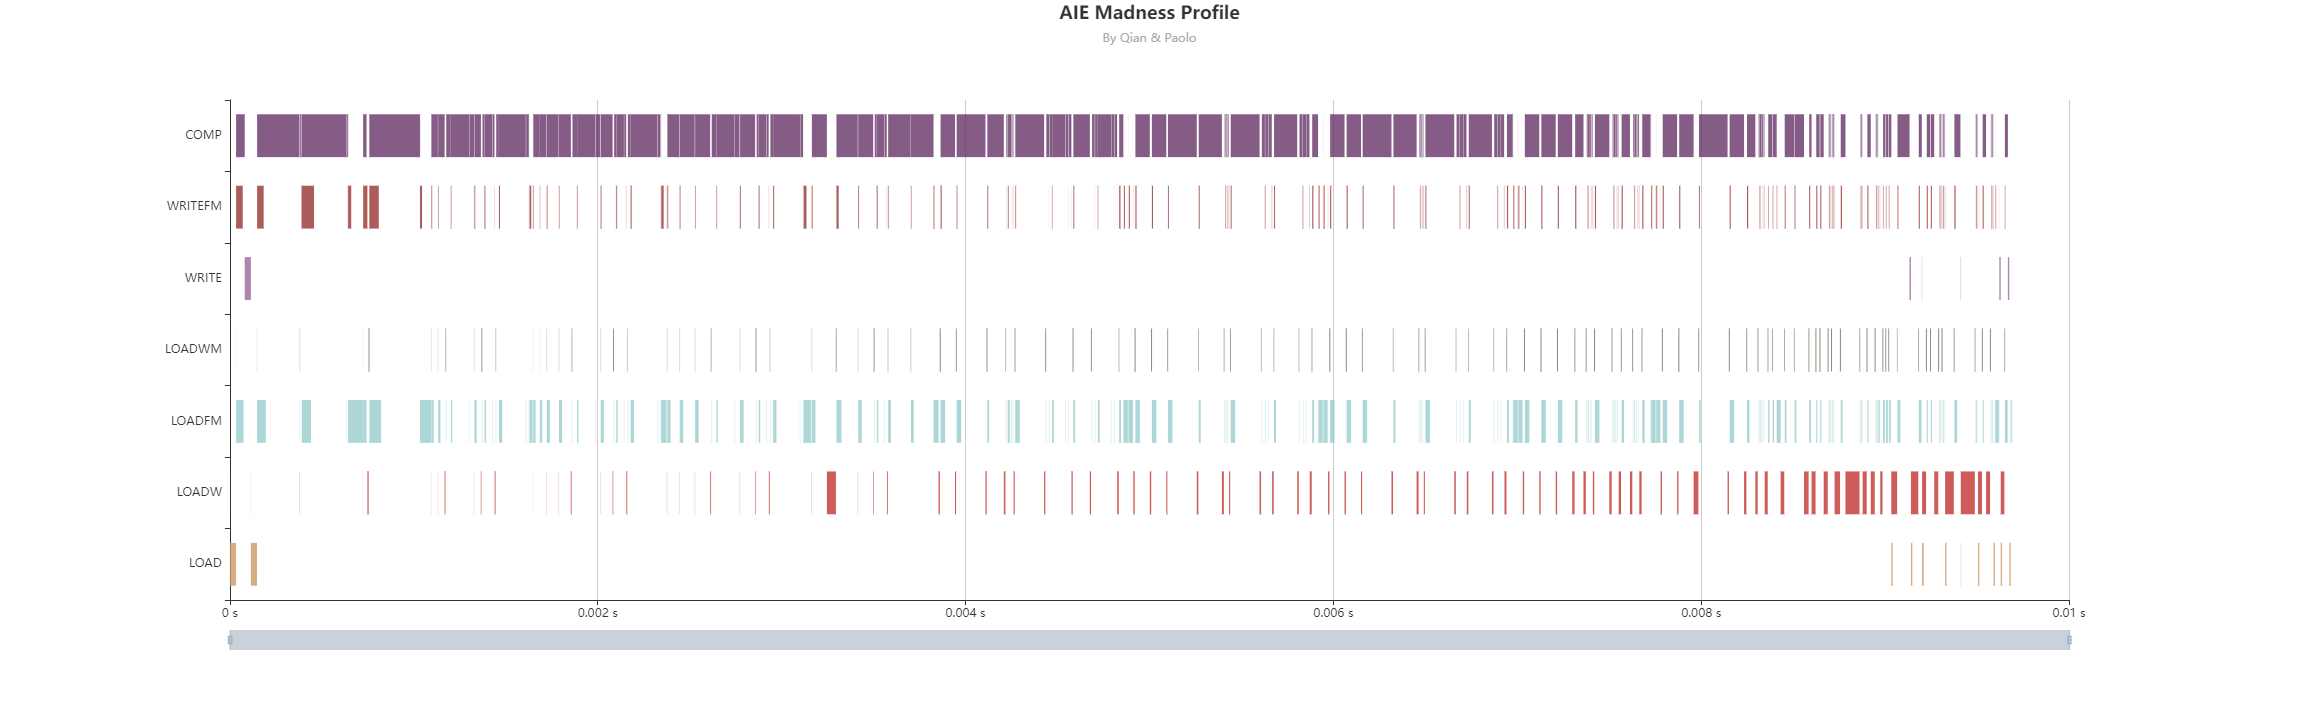 AIE Madness Profile
By Qian & Paolo
COMP
WRITEFM
WRITE
LOADWM
LOADFM
LOADW
LOAD
0 s
0.002 s
0.004 s
0.006 s
0.008 s
0.01 s